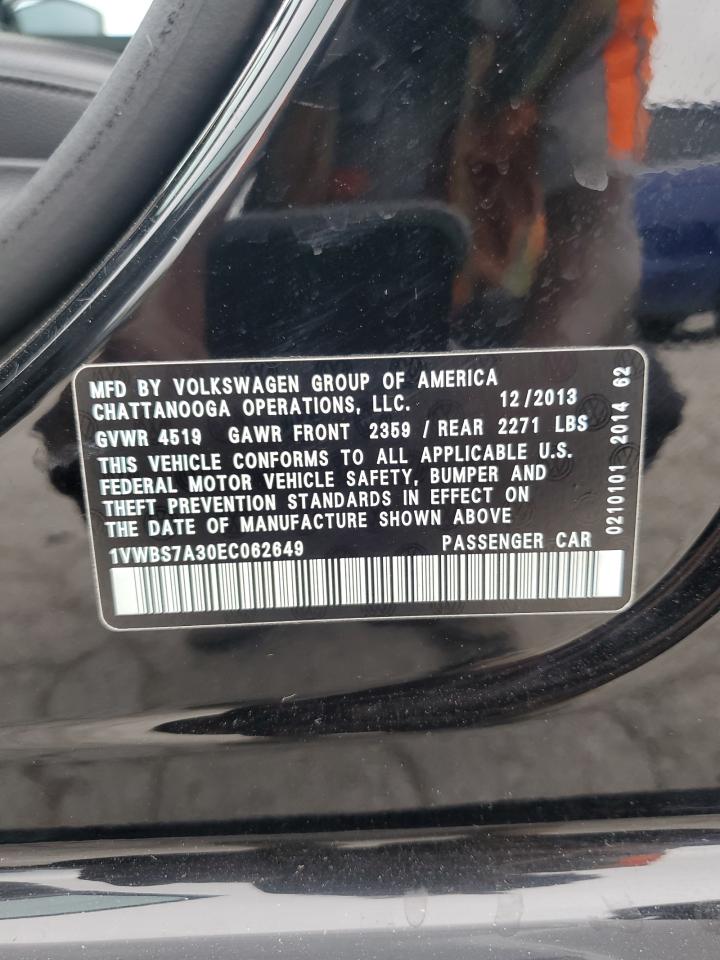 MFD BY VOLKSWAGEN GROUP OF AMERICA
CHATTANOOGA OPERATIONS, LLC. 12/2013
GVWR 4519 GAWR FRONT 2359 / REAR 2271 LBS
THIS VEHICLE CONFORMS TO ALL APPLICABLE U.S.
FEDERAL MOTOR VEHICLE SAFETY, BUMPER AND
THEFT PREVENTION STANDARDS IN EFFECT ON
THE DATE OF MANUFACTURE SHOWN ABOVE
1VWBS7A30EC062649 PASSENGER CAR
0210101 2014 62